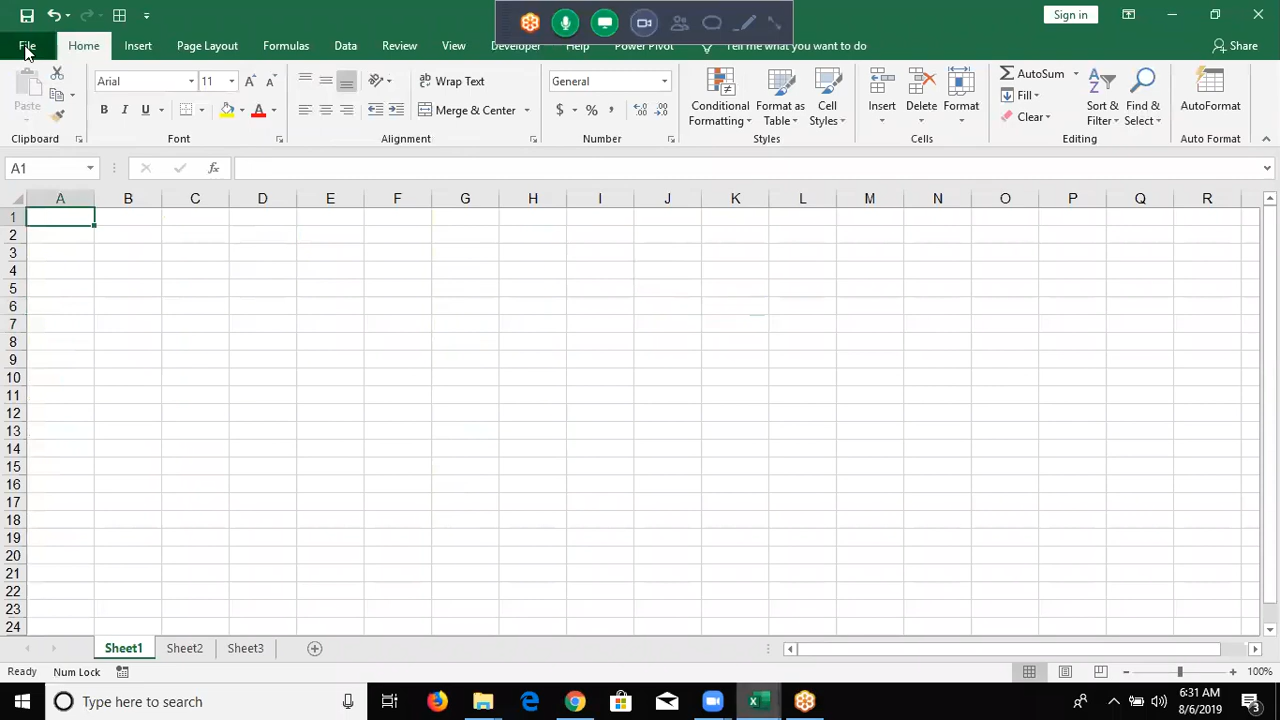 Sign in
File Home Insert Page Layout Formulas Data Review View Developer Help Power Pivot Tell me what you want to do Share
Paste Arial 11 Wrap Text General Conditional Formatting Format as Table Cell Styles Insert Delete Format AutoSum Fill Clear Sort & Filter Find & Select AutoFormat
B I U A Merge & Center $ % ,
Clipboard Font Alignment Number Styles Cells Editing Auto Format
A1 fx
A B C D E F G H I J K L M N O P Q R
1
2
3
4
5
6
7
8
9
10
11
12
13
14
15
16
17
18
19
20
21
22
23
24
Sheet1 Sheet2 Sheet3
Ready Num Lock 100%
Type here to search 6:31 AM
8/6/2019 3